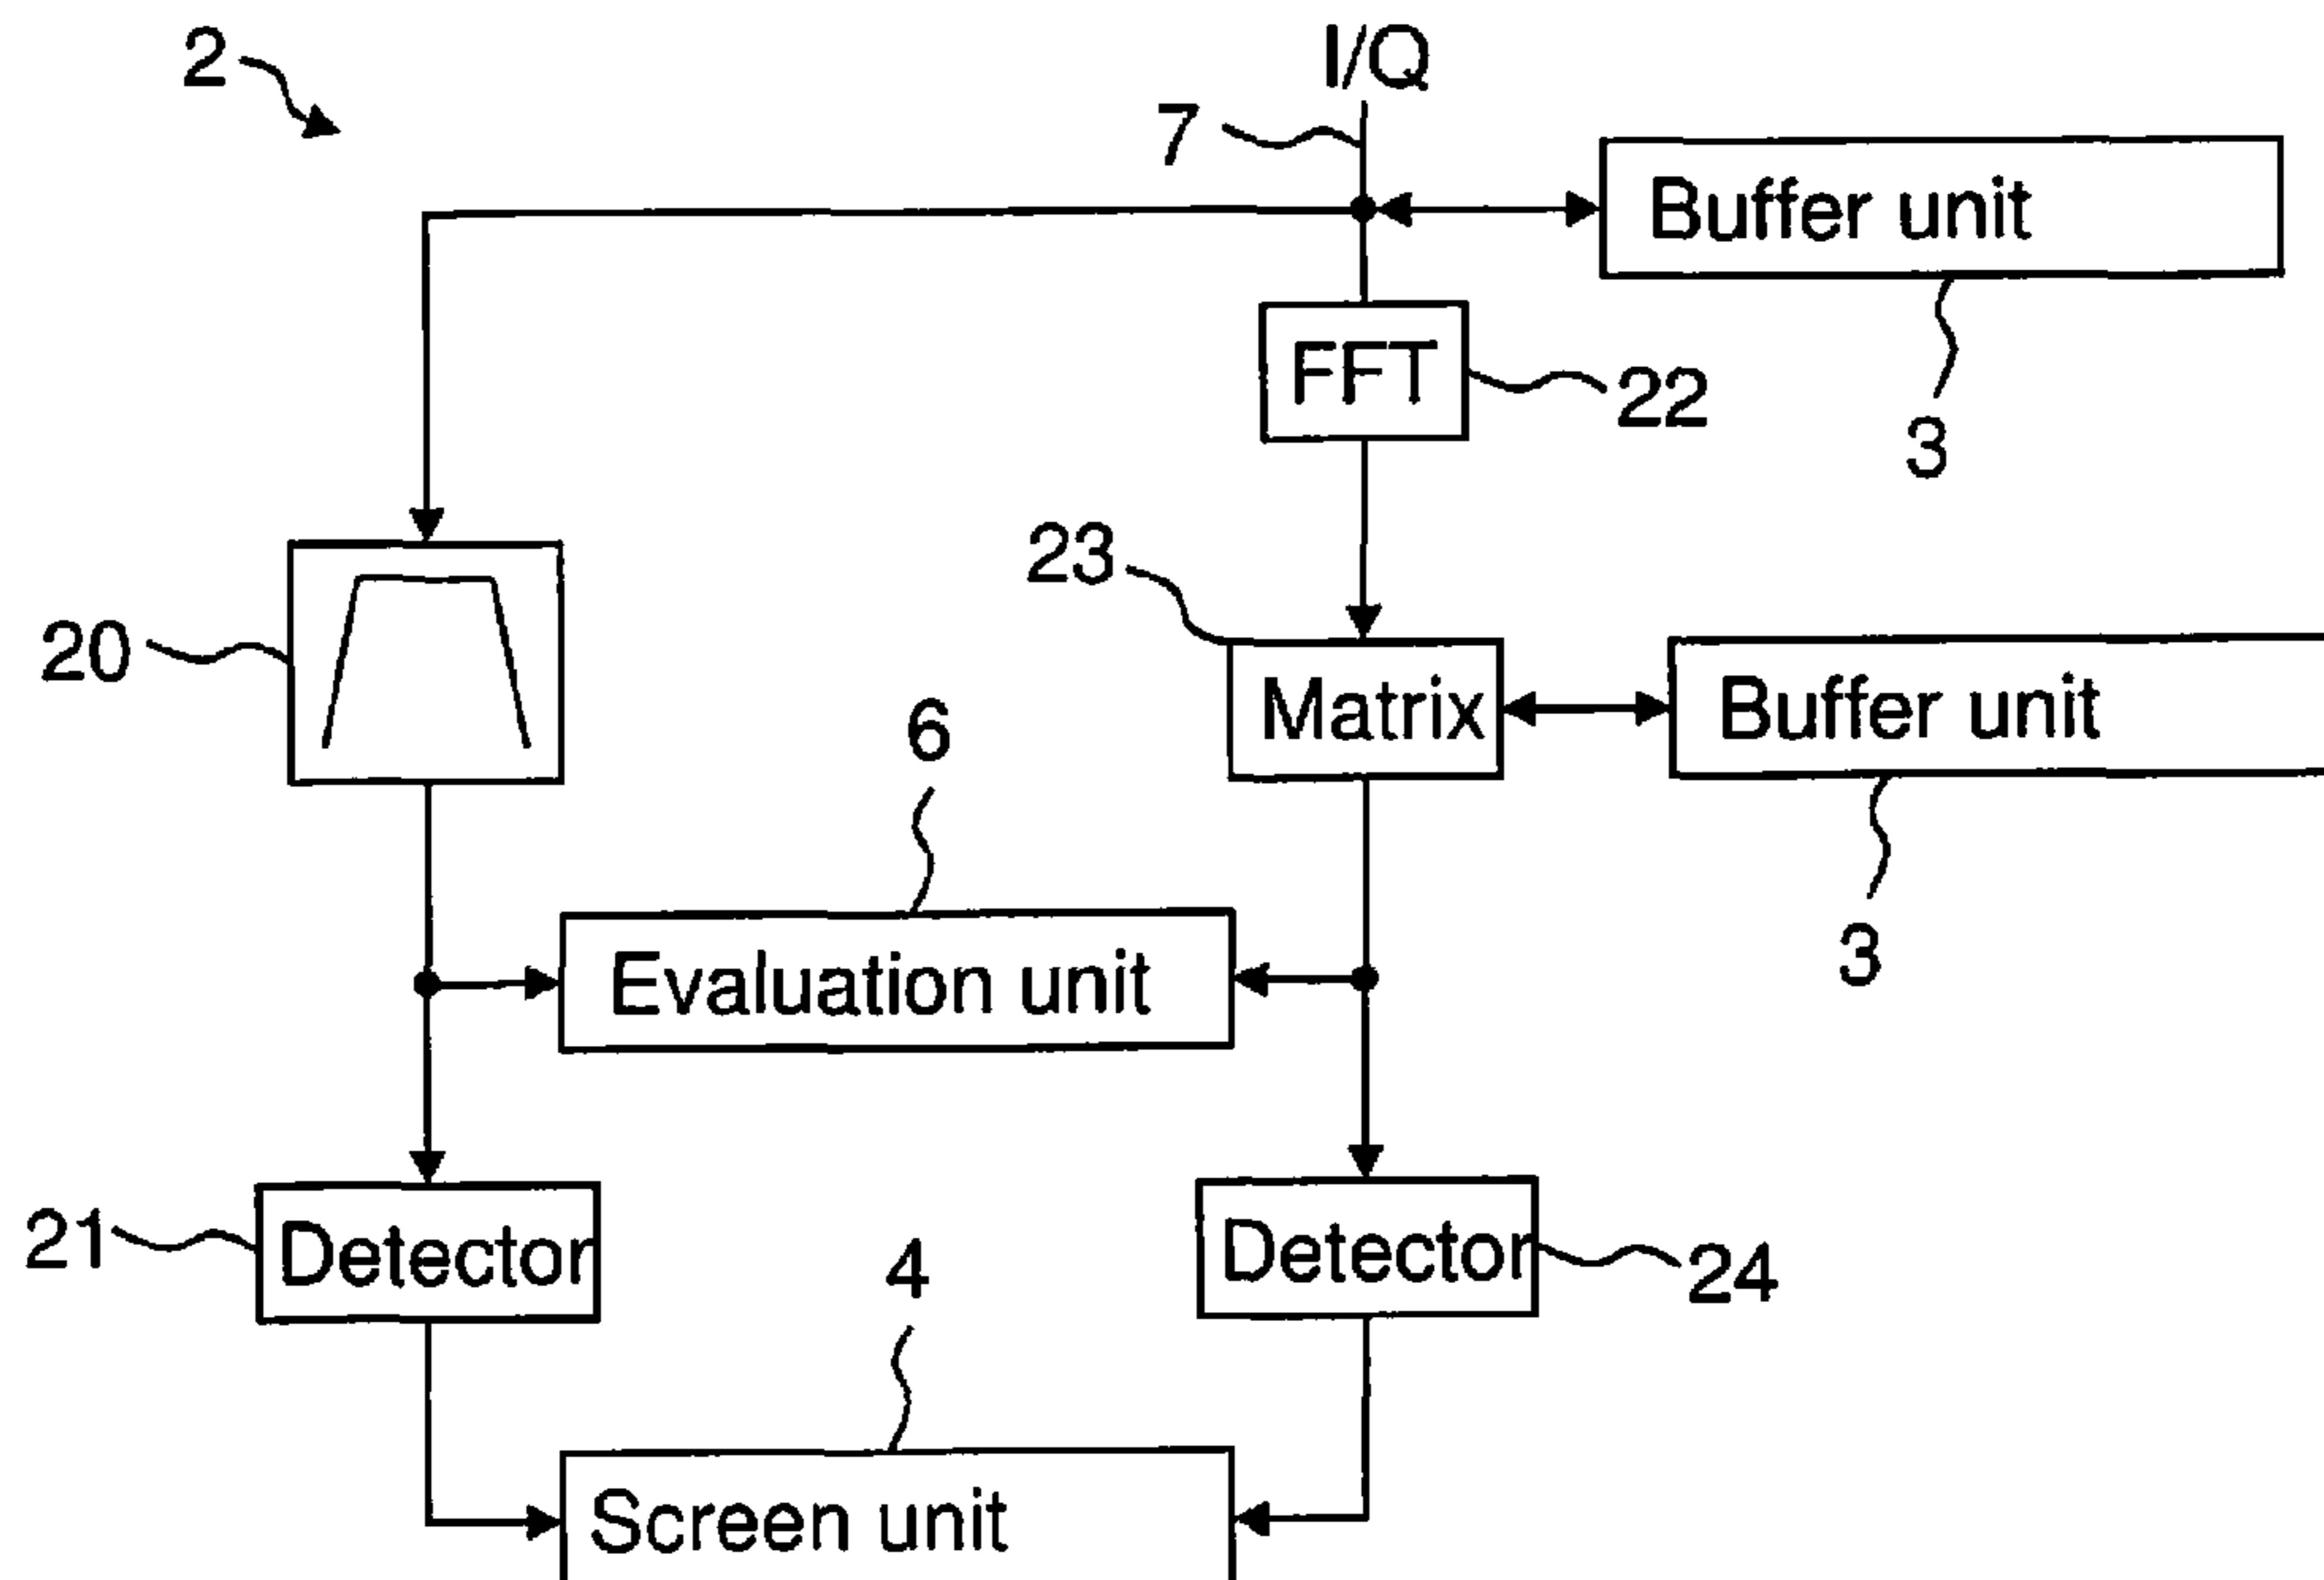 2
I/Q
7
Buffer unit
3
FFT
22
20
23
Matrix
Buffer unit
3
6
Evaluation unit
21
Detector
Detector
24
4
Screen unit